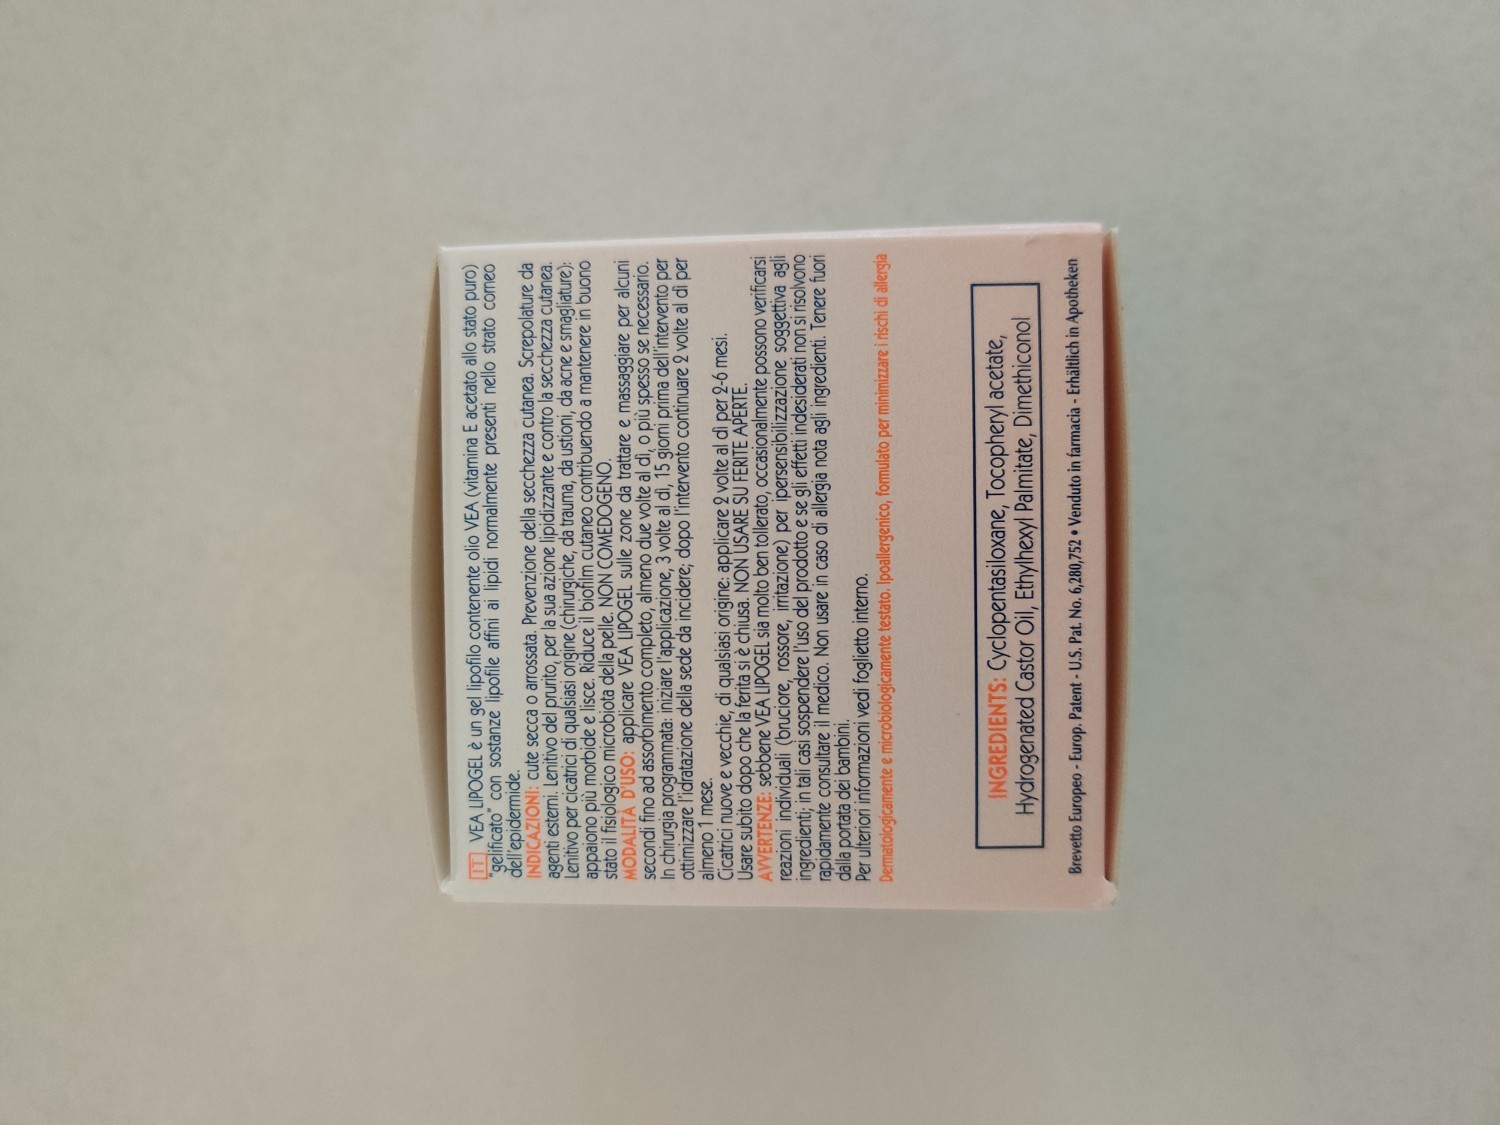 IT VEA LIPOGEL è un gel lipofilo contenente olio VEA (vitamina E acetato allo stato puro)
"gelificato" con sostanze lipofile affini ai lipidi normalmente presenti nello strato corneo
dell'epidermide.
INDICAZIONI: cute secca o arrossata. Prevenzione della secchezza cutanea. Screpolature da
agenti esterni. Lenitivo del prurito, per la sua azione lipidizzante e contro la secchezza cutanea.
Lenitivo per cicatrici di qualsiasi origine (chirurgiche, da trauma, da ustioni, da acne e smagliature):
appaiono più morbide e lisce. Riduce il biofilm cutaneo contribuendo a mantenere in buono
stato il fisiologico microbiota della pelle. NON COMEDOGENO.
MODALITÀ D'USO: applicare VEA LIPOGEL sulle zone da trattare e massaggiare per alcuni
secondi fino ad assorbimento completo, almeno due volte al dì, o più spesso se necessario.
In chirurgia programmata: iniziare l'applicazione, 3 volte al dì, 15 giorni prima dell'intervento per
ottimizzare l'idratazione della sede da incidere; dopo l'intervento continuare 2 volte al dì per
almeno 1 mese.
Cicatrici nuove e vecchie, di qualsiasi origine: applicare 2 volte al dì per 2-6 mesi.
Usare subito dopo che la ferita si è chiusa. NON USARE SU FERITE APERTE.
AVVERTENZE: sebbene VEA LIPOGEL sia molto ben tollerato, occasionalmente possono verificarsi
reazioni individuali (bruciore, rossore, irritazione) per ipersensibilizzazione soggettiva agli
ingredienti; in tali casi sospendere l'uso del prodotto e se gli effetti indesiderati non si risolvono
rapidamente consultare il medico. Non usare in caso di allergia nota agli ingredienti. Tenere fuori
dalla portata dei bambini.
Per ulteriori informazioni vedi foglietto interno.
Dermatologicamente e microbiologicamente testato. Ipoallergenico, formulato per minimizzare i rischi di allergia
INGREDIENTS: Cyclopentasiloxane, Tocopheryl acetate,
Hydrogenated Castor Oil, Ethylhexyl Palmitate, Dimethiconol
Brevetto Europeo - Europ. Patent - U.S. Pat. No. 6,280,752 • Venduto in farmacia - Erhältlich in Apotheken